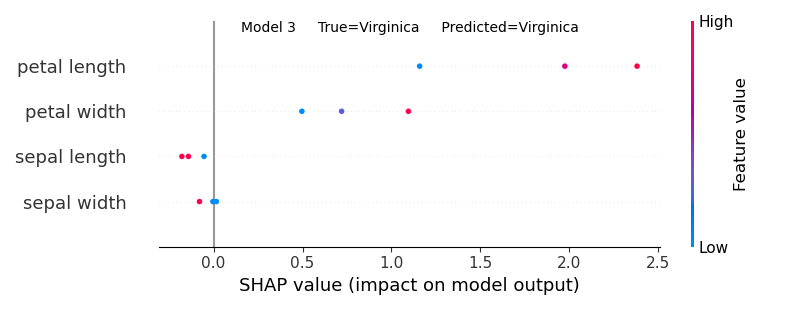 Model 3 True=Virginica Predicted=Virginica
High
petal length
petal width
sepal length
sepal width
Feature value
Low
0.0 0.5 1.0 1.5 2.0 2.5
SHAP value (impact on model output)